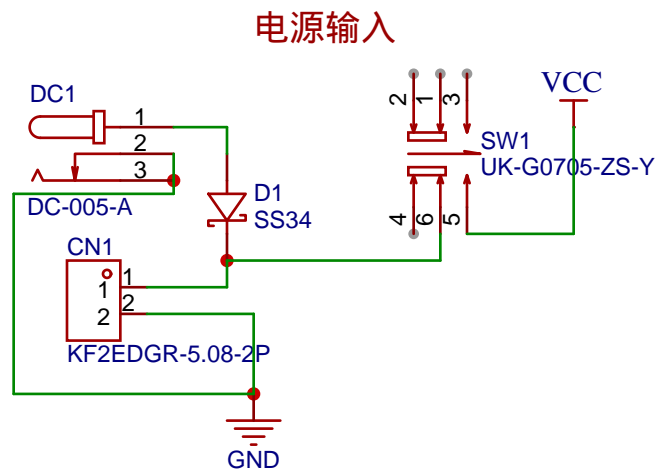 电源输入
DC1
1
2
3
DC-005-A
D1
SS34
CN1
1
1
2
2
KF2EDGR-5.08-2P
GND
2
1
3
SW1
UK-G0705-ZS-Y
4
6
5
VCC